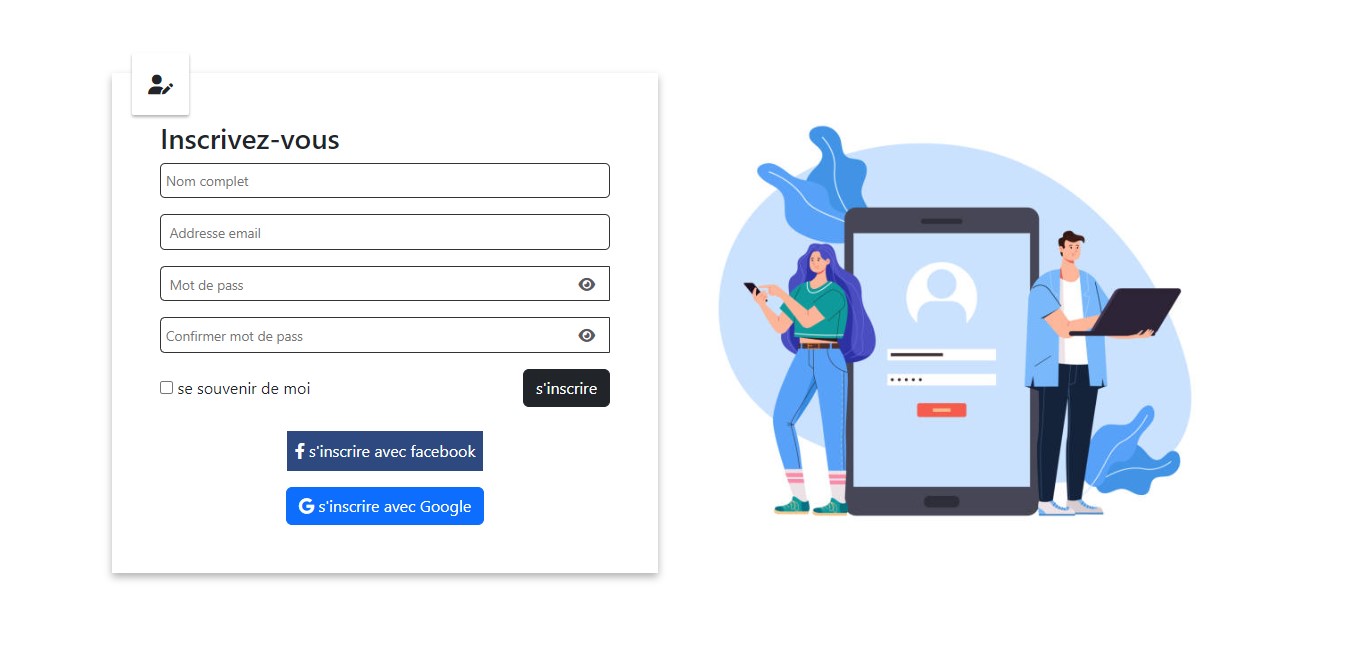 Inscrivez-vous
Nom complet
Addresse email
Mot de pass
Confirmer mot de pass
se souvenir de moi
s'inscrire
s'inscrire avec facebook
s'inscrire avec Google